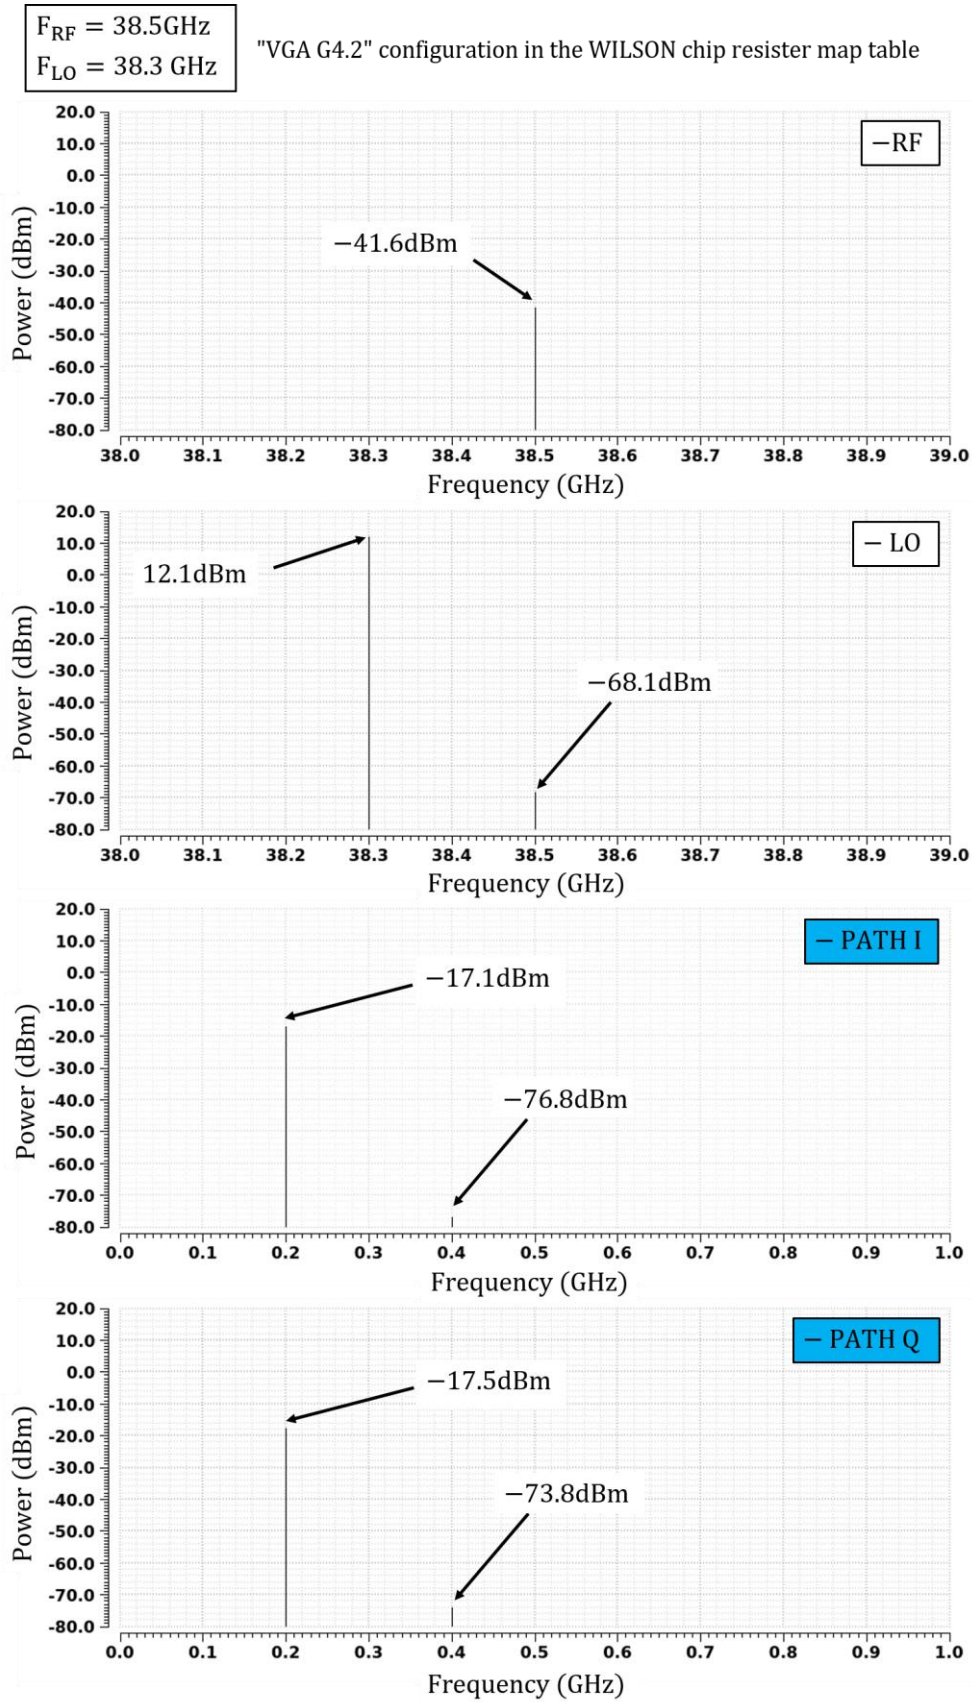 F_RF = 38.5GHz
F_LO = 38.3 GHz
"VGA G4.2" configuration in the WILSON chip resister map table
20.0
10.0
0.0
-10.0
-20.0
-30.0
-40.0
-50.0
-60.0
-70.0
-80.0
Power (dBm)
−RF
−41.6dBm
38.0 38.1 38.2 38.3 38.4 38.5 38.6 38.7 38.8 38.9 39.0
Frequency (GHz)
20.0
10.0
0.0
-10.0
-20.0
-30.0
-40.0
-50.0
-60.0
-70.0
-80.0
Power (dBm)
− LO
12.1dBm
−68.1dBm
38.0 38.1 38.2 38.3 38.4 38.5 38.6 38.7 38.8 38.9 39.0
Frequency (GHz)
20.0
10.0
0.0
-10.0
-20.0
-30.0
-40.0
-50.0
-60.0
-70.0
-80.0
Power (dBm)
− PATH I
−17.1dBm
−76.8dBm
0.0 0.1 0.2 0.3 0.4 0.5 0.6 0.7 0.8 0.9 1.0
Frequency (GHz)
20.0
10.0
0.0
-10.0
-20.0
-30.0
-40.0
-50.0
-60.0
-70.0
-80.0
Power (dBm)
− PATH Q
−17.5dBm
−73.8dBm
0.0 0.1 0.2 0.3 0.4 0.5 0.6 0.7 0.8 0.9 1.0
Frequency (GHz)